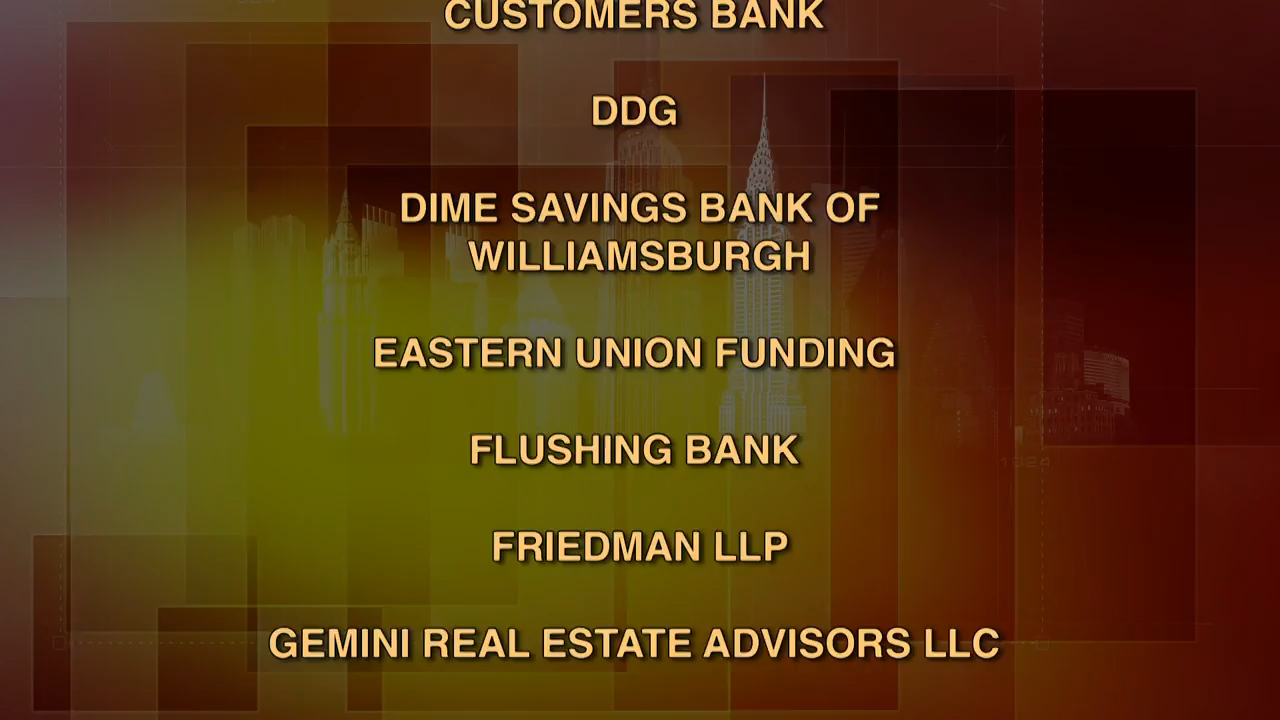 CUSTOMERS BANK
DDG
DIME SAVINGS BANK OF
WILLIAMSBURGH
EASTERN UNION FUNDING
FLUSHING BANK
1924
FRIEDMAN LLP
GEMINI REAL ESTATE ADVISORS LLC